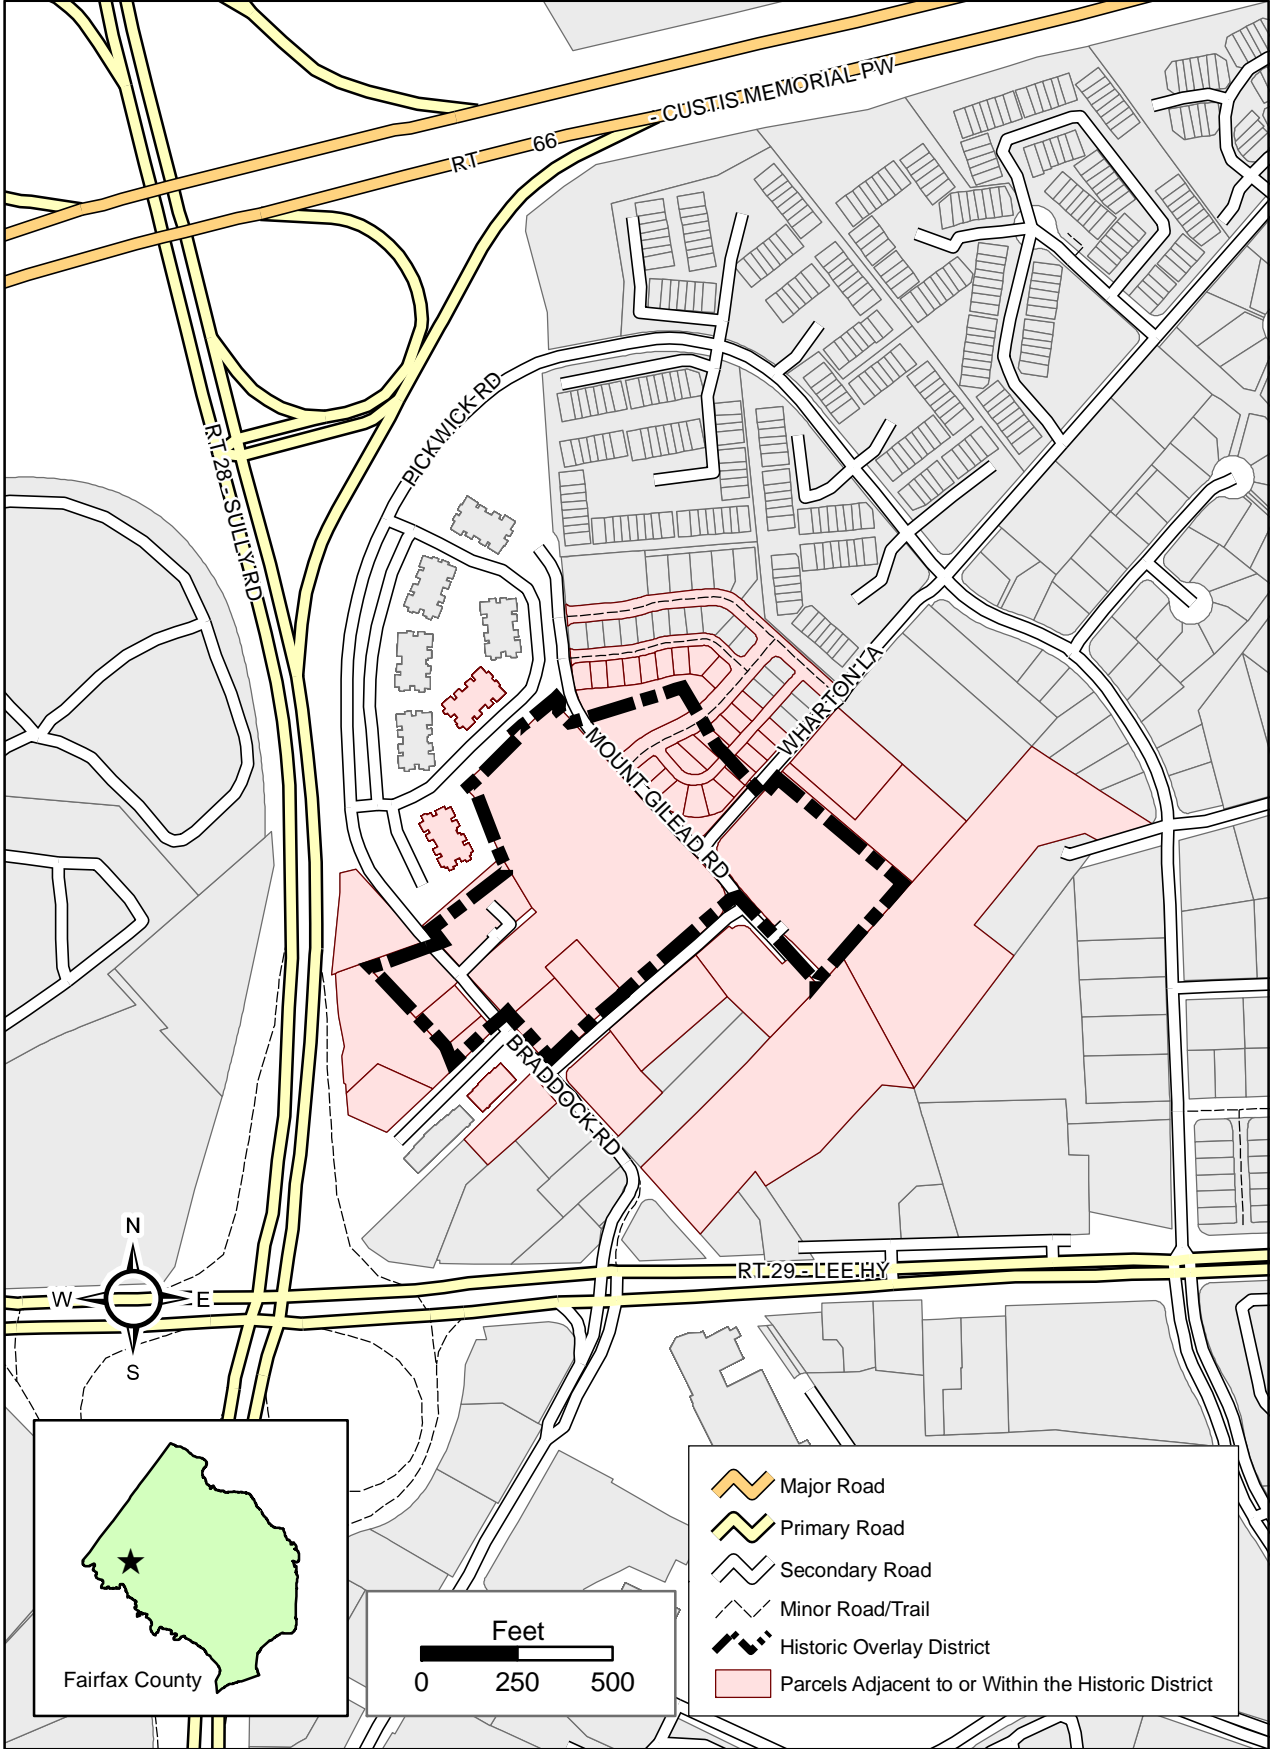 RT 66 - CUSTIS MEMORIAL PW
PICKWICK RD
RT 28 - SULLY RD
WHARTON LA
MOUNT GILEAD RD
BRADDOCK RD
RT 29 - LEE HY
N
W
E
S
Fairfax County
Feet
0 250 500
Major Road
Primary Road
Secondary Road
Minor Road/Trail
Historic Overlay District
Parcels Adjacent to or Within the Historic District